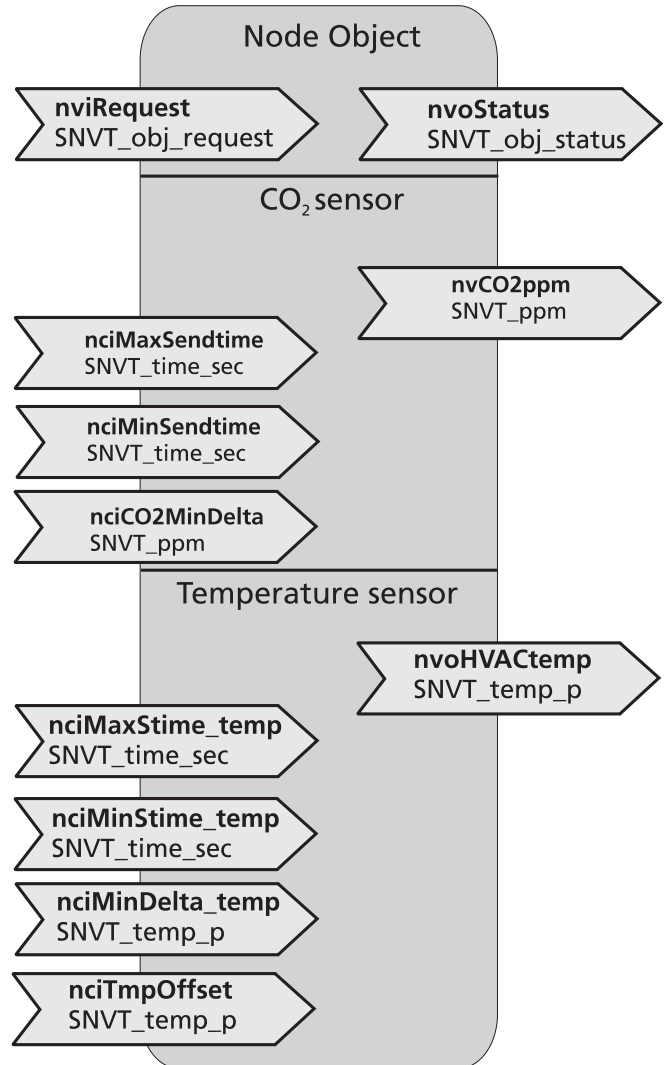 Node Object
nviRequest
SNVT_obj_request
nvoStatus
SNVT_obj_status
CO₂ sensor
nvCO2ppm
SNVT_ppm
nciMaxSendtime
SNVT_time_sec
nciMinSendtime
SNVT_time_sec
nciCO2MinDelta
SNVT_ppm
Temperature sensor
nvoHVACtemp
SNVT_temp_p
nciMaxStime_temp
SNVT_time_sec
nciMinStime_temp
SNVT_time_sec
nciMinDelta_temp
SNVT_temp_p
nciTmpOffset
SNVT_temp_p